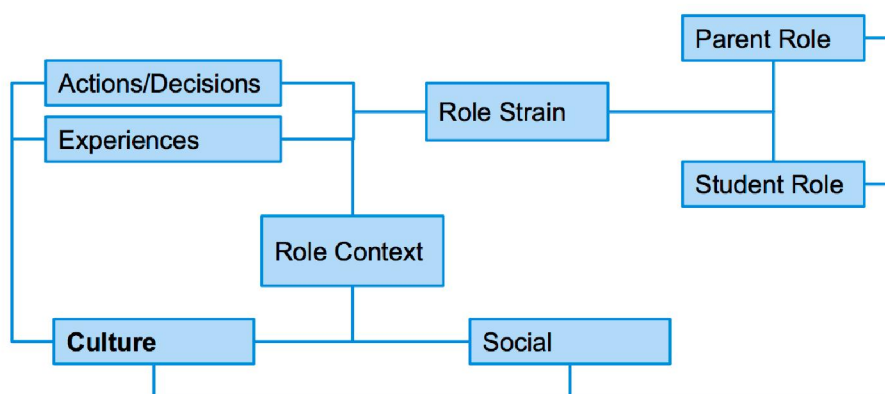 Parent Role
Actions/Decisions
Role Strain
Experiences
Student Role
Role Context
Culture
Social